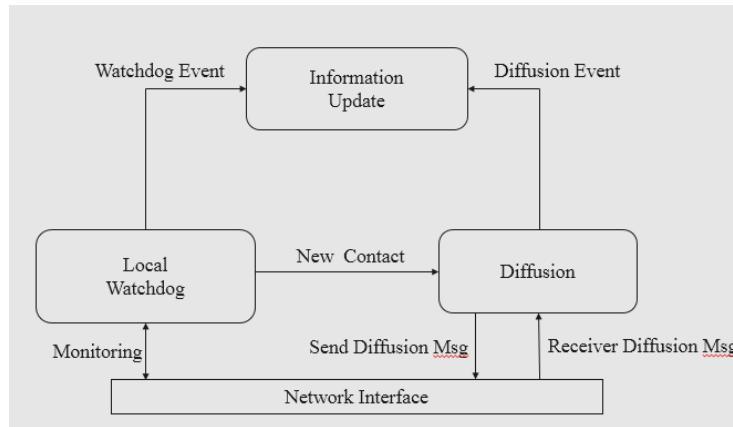 Watchdog Event
Information
Update
Diffusion Event
Local
Watchdog
New Contact
Diffusion
Monitoring
Send Diffusion Msg
Receiver Diffusion Msg
Network Interface